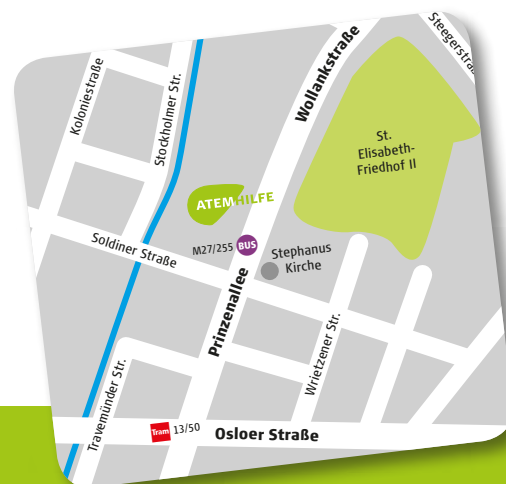 Steegerstraß
Wollankstraße
Koloniestraße
Stockholmer Str.
St.
Elisabeth-
Friedhof II
ATEMHILFE
M27/255 BUS
Stephanus
Kirche
Soldiner Straße
Prinzenallee
Wrietzener Str.
Travemünder Str.
Tram 13/50
Osloer Straße